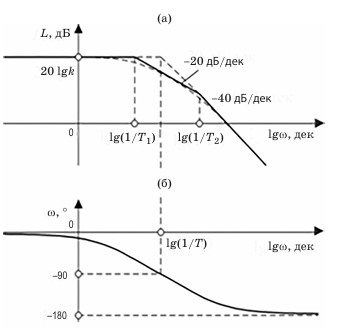 (а)
L, дБ
–20 дБ/дек
20 lgk
–40 дБ/дек
0
lg(1/T₁)
lg(1/T₂)
lgω, дек
(б)
ω, °
0
lg(1/T)
lgω, дек
–90
–180